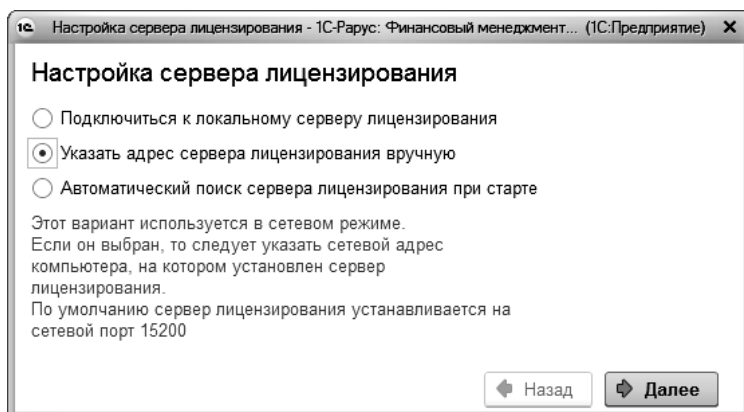 1С Настройка сервера лицензирования - 1С-Рарус: Финансовый менеджмент... (1С:Предприятие) ×
Настройка сервера лицензирования
Подключиться к локальному серверу лицензирования
Указать адрес сервера лицензирования вручную
Автоматический поиск сервера лицензирования при старте
Этот вариант используется в сетевом режиме.
Если он выбран, то следует указать сетевой адрес
компьютера, на котором установлен сервер
лицензирования.
По умолчанию сервер лицензирования устанавливается на
сетевой порт 15200
Назад Далее